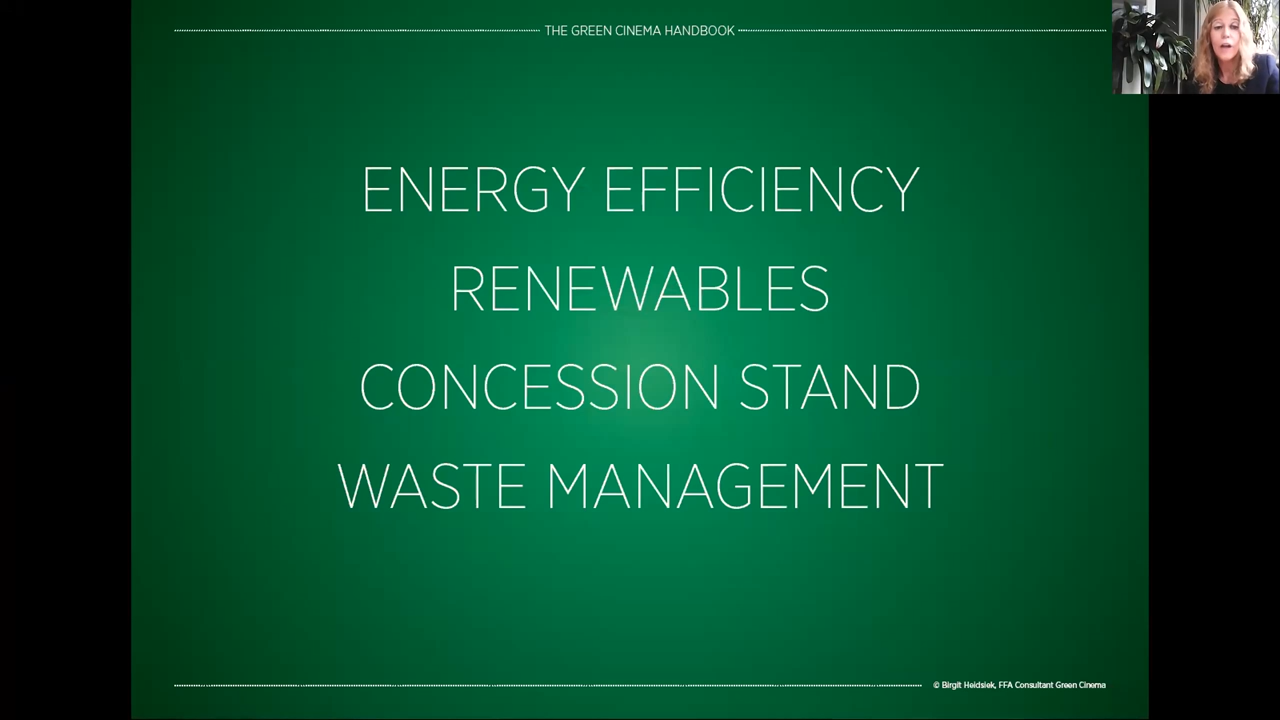 THE GREEN CINEMA HANDBOOK
ENERGY EFFICIENCY
RENEWABLES
CONCESSION STAND
WASTE MANAGEMENT
© Birgit Heidsiek, FFA Consultant Green Cinema